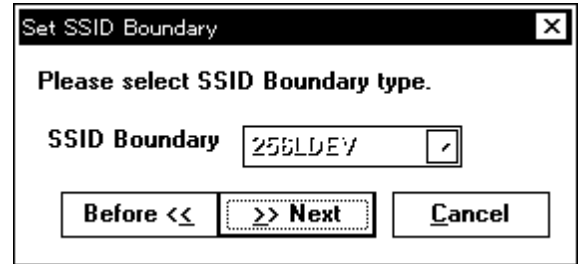 Set SSID Boundary
Please select SSID Boundary type.
SSID Boundary 256LDEV
Before << >> Next Cancel